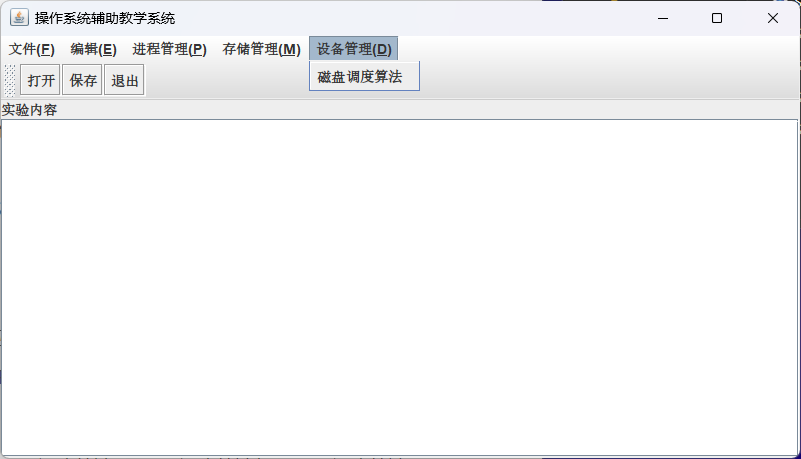 操作系统辅助教学系统
文件(F) 编辑(E) 进程管理(P) 存储管理(M) 设备管理(D)
磁盘调度算法
打开 保存 退出
实验内容